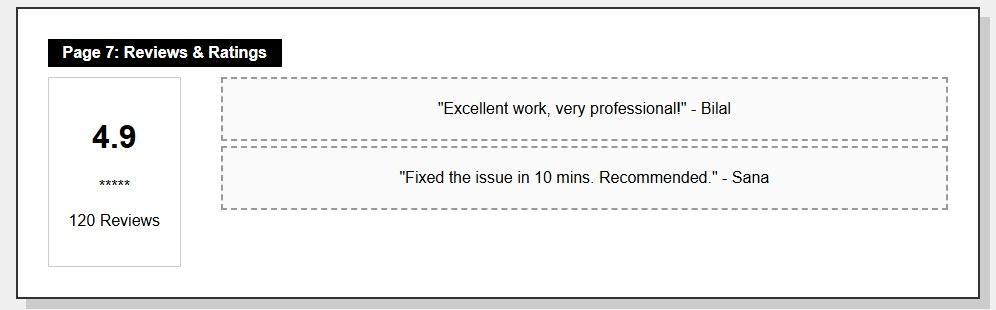 Page 7: Reviews & Ratings
4.9
*****
120 Reviews
"Excellent work, very professional!" - Bilal
"Fixed the issue in 10 mins. Recommended." - Sana